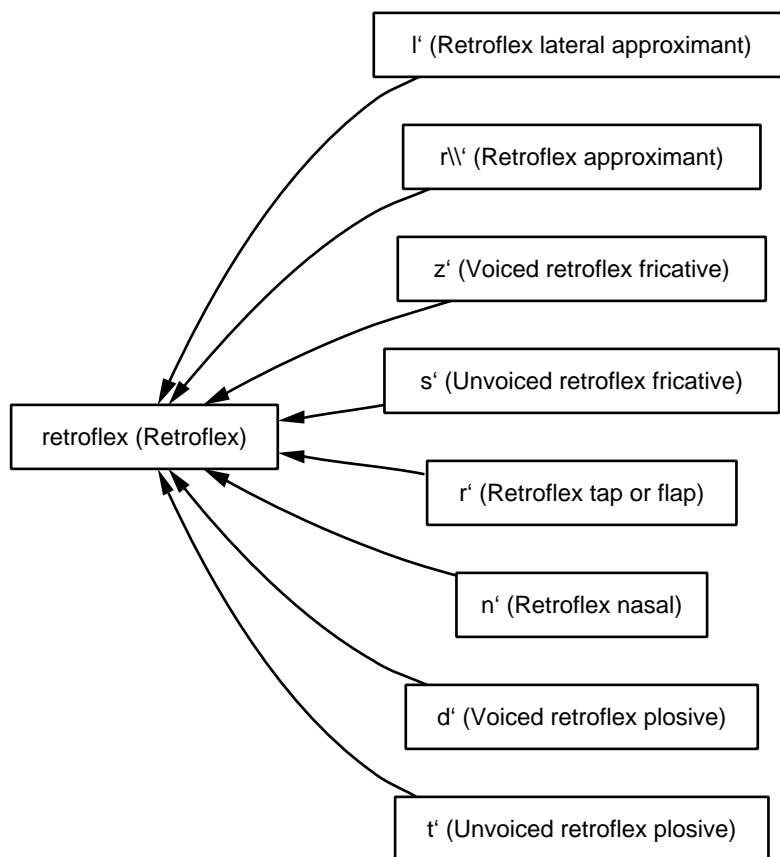 l‘ (Retroflex lateral approximant)
r\\‘ (Retroflex approximant)
z‘ (Voiced retroflex fricative)
s‘ (Unvoiced retroflex fricative)
retroflex (Retroflex)
r‘ (Retroflex tap or flap)
n‘ (Retroflex nasal)
d‘ (Voiced retroflex plosive)
t‘ (Unvoiced retroflex plosive)